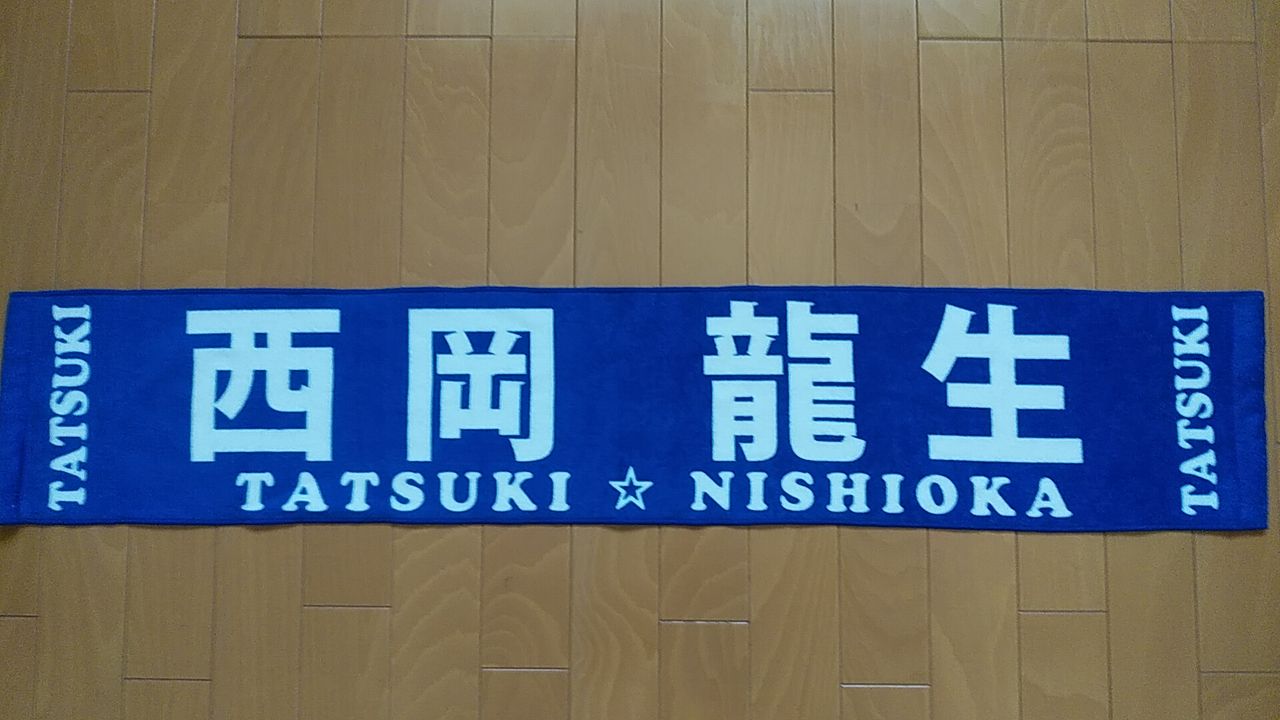 TATSUKI
西岡 龍生
TATSUKI ☆ NISHIOKA
TATSUKI